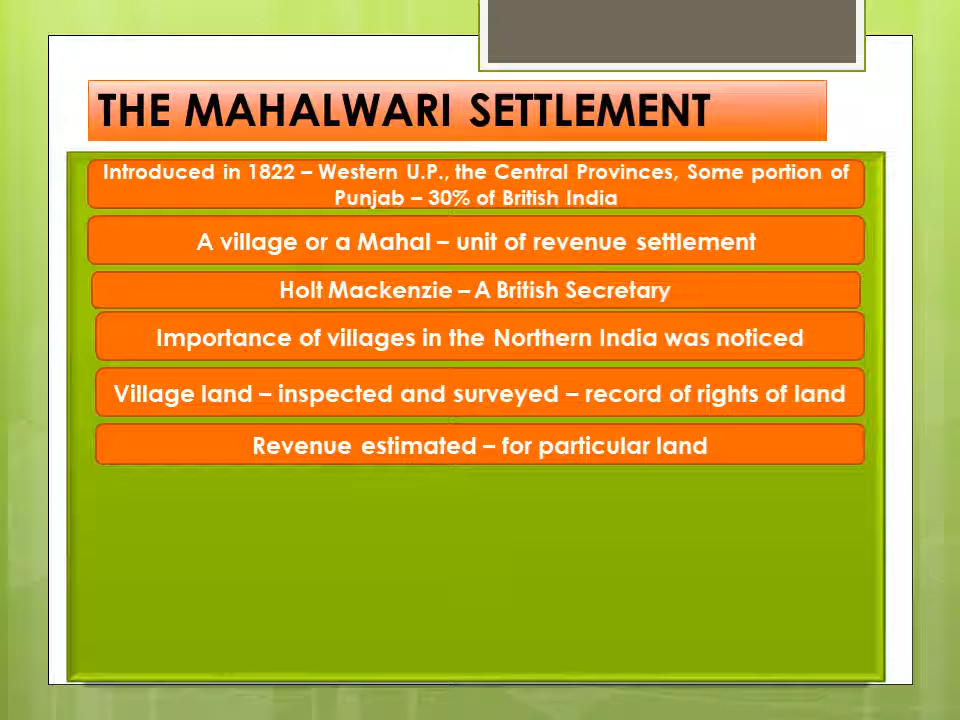 THE MAHALWARI SETTLEMENT
Introduced in 1822 – Western U.P., the Central Provinces, Some portion of
Punjab – 30% of British India
A village or a Mahal – unit of revenue settlement
Holt Mackenzie – A British Secretary
Importance of villages in the Northern India was noticed
Village land – inspected and surveyed – record of rights of land
Revenue estimated – for particular land